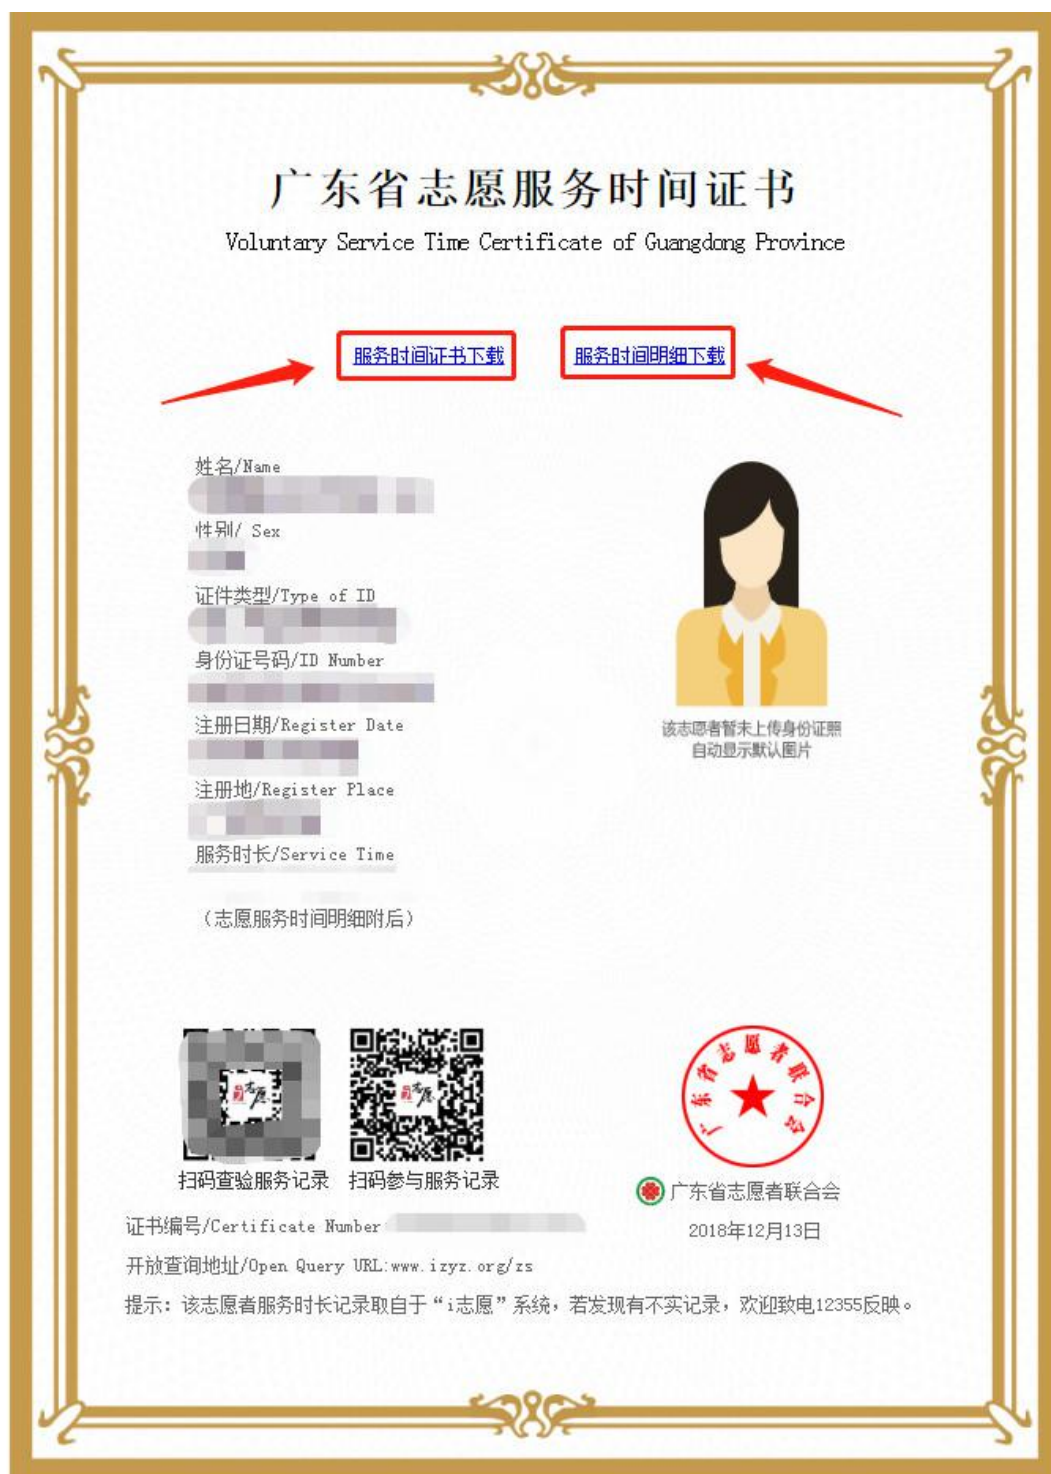 广东省志愿服务时间证书
Voluntary Service Time Certificate of Guangdong Province
服务时间证书下载 服务时间明细下载
姓名/Name
性别/ Sex
证件类型/Type of ID
身份证号码/ID Number
注册日期/Register Date
注册地/Register Place
服务时长/Service Time
(志愿服务时间明细附后)
该志愿者暂未上传身份证照
自动显示默认图片
志愿
志愿
扫码查验服务记录 扫码参与服务记录
广东省志愿者联合会
广东省志愿者联合会
2018年12月13日
证书编号/Certificate Number
开放查询地址/Open Query URL:www.izyz.org/zs
提示：该志愿者服务时长记录取自于“i志愿”系统，若发现有不实记录，欢迎致电12355反映。